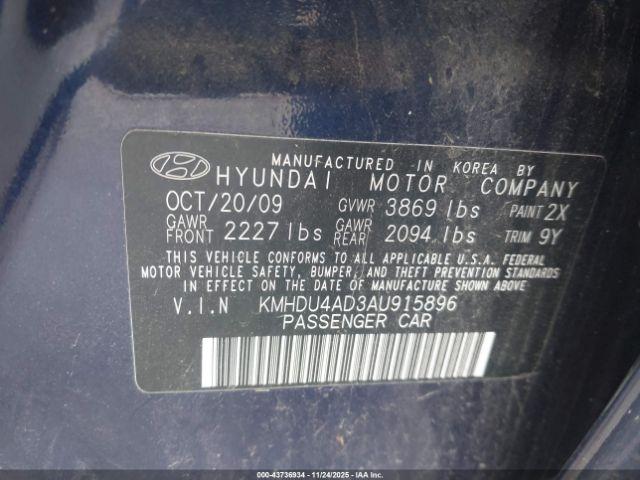 MANUFACTURED IN KOREA BY
HYUNDAI MOTOR COMPANY
OCT/20/09 GVWR 3869 lbs PAINT 2X
GAWR FRONT 2227 lbs GAWR REAR 2094 lbs TRIM 9Y
THIS VEHICLE CONFORMS TO ALL APPLICABLE U.S.A. FEDERAL
MOTOR VEHICLE SAFETY, BUMPER, AND THEFT PREVENTION STANDARDS
IN EFFECT ON THE DATE OF MANUFACTURE SHOWN ABOVE.
V.I.N KMHDU4AD3AU915896
PASSENGER CAR
000-43736934 - 11/24/2025 - IAA Inc.